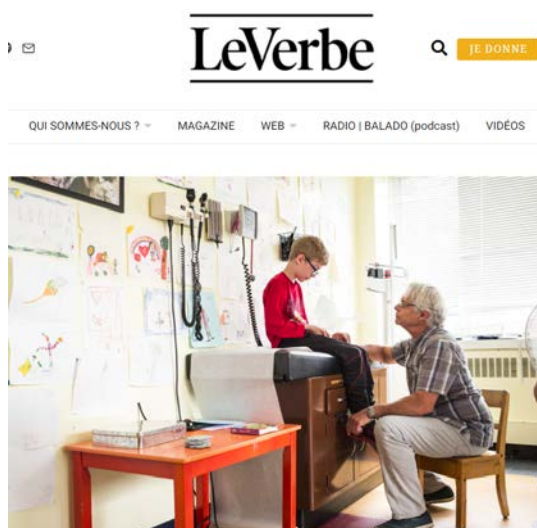 LeVerbe
JE DONNE
QUI SOMMES-NOUS ?
MAGAZINE
WEB
RADIO | BALADO (podcast)
VIDÉOS